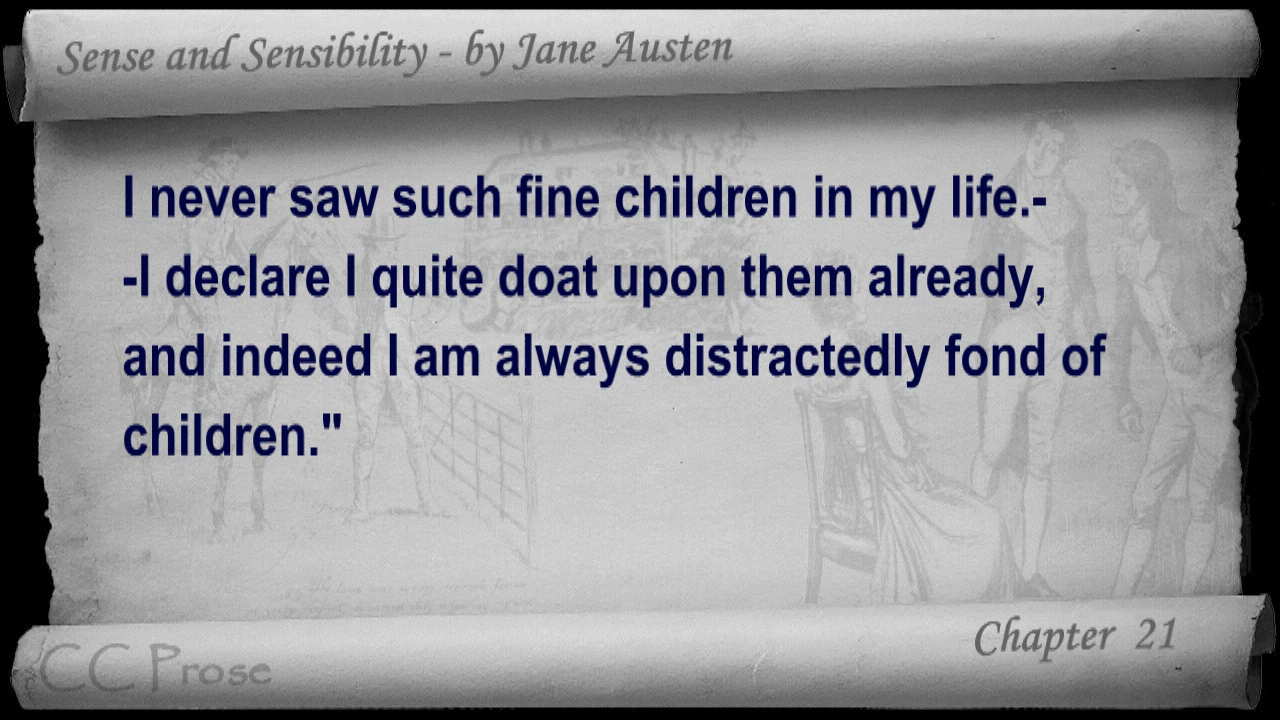 Sense and Sensibility - by Jane Austen
I never saw such fine children in my life.-
-I declare I quite doat upon them already,
and indeed I am always distractedly fond of
children."
Chapter 21
CC Prose